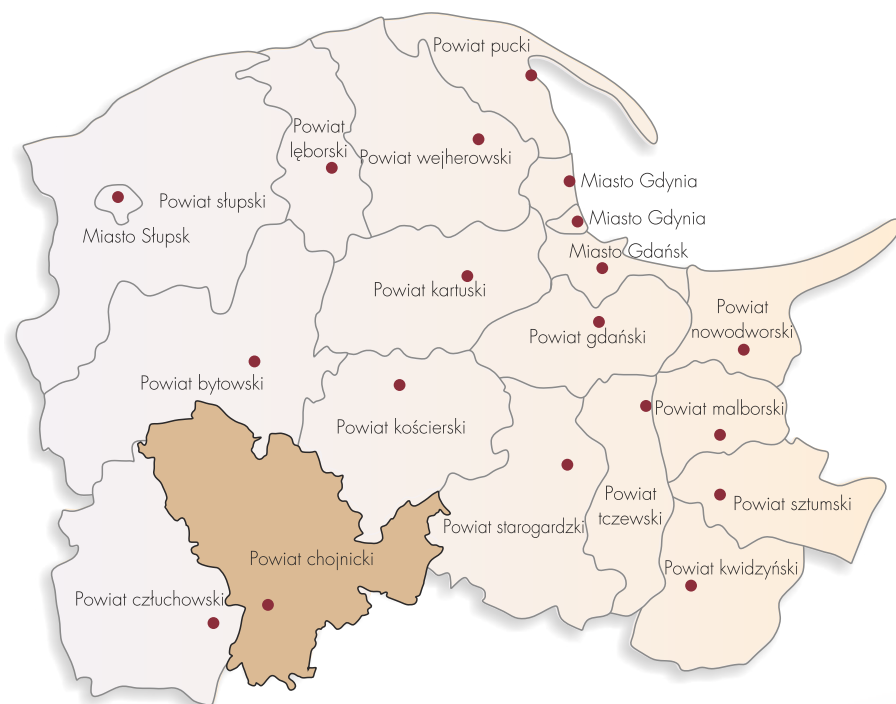 Powiat pucki
Powiat
lęborski
Powiat wejherowski
Miasto Gdynia
Powiat słupski
Miasto Gdynia
Miasto Słupsk
Miasto Gdańsk
Powiat kartuski
Powiat
nowodworski
Powiat gdański
Powiat bytowski
Powiat malborski
Powiat kościerski
Powiat
tczewski
Powiat sztumski
Powiat starogardzki
Powiat chojnicki
Powiat kwidzyński
Powiat człuchowski